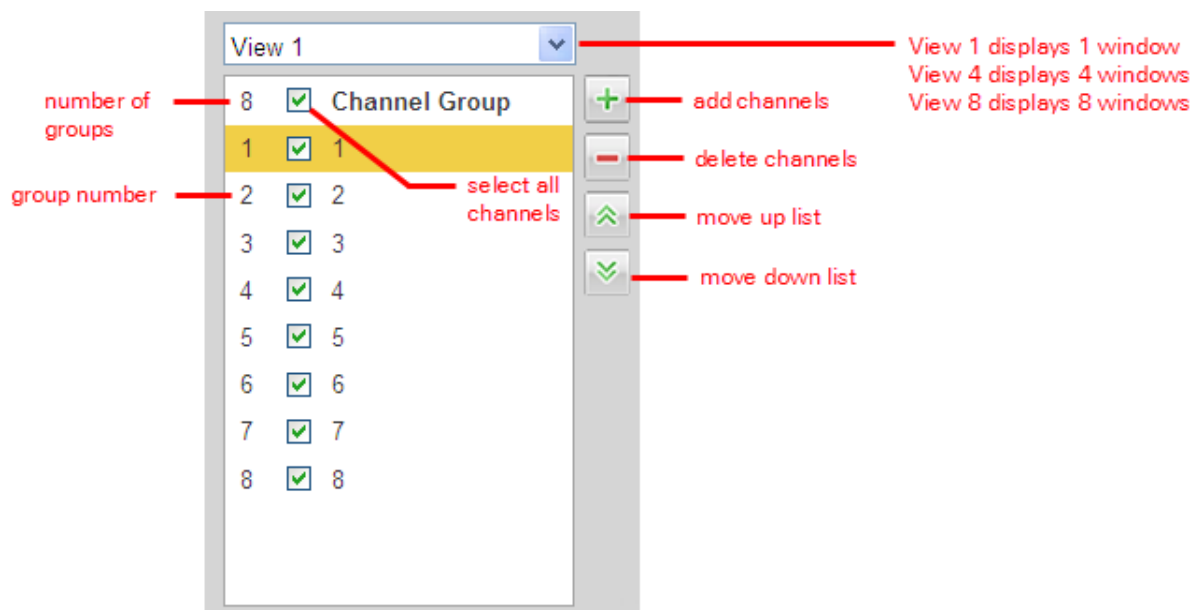 View 1
View 1 displays 1 window
View 4 displays 4 windows
View 8 displays 8 windows
number of
groups
8 Channel Group
add channels
1 1
delete channels
group number
2 2
select all
channels
move up list
3 3
4 4
move down list
5 5
6 6
7 7
8 8